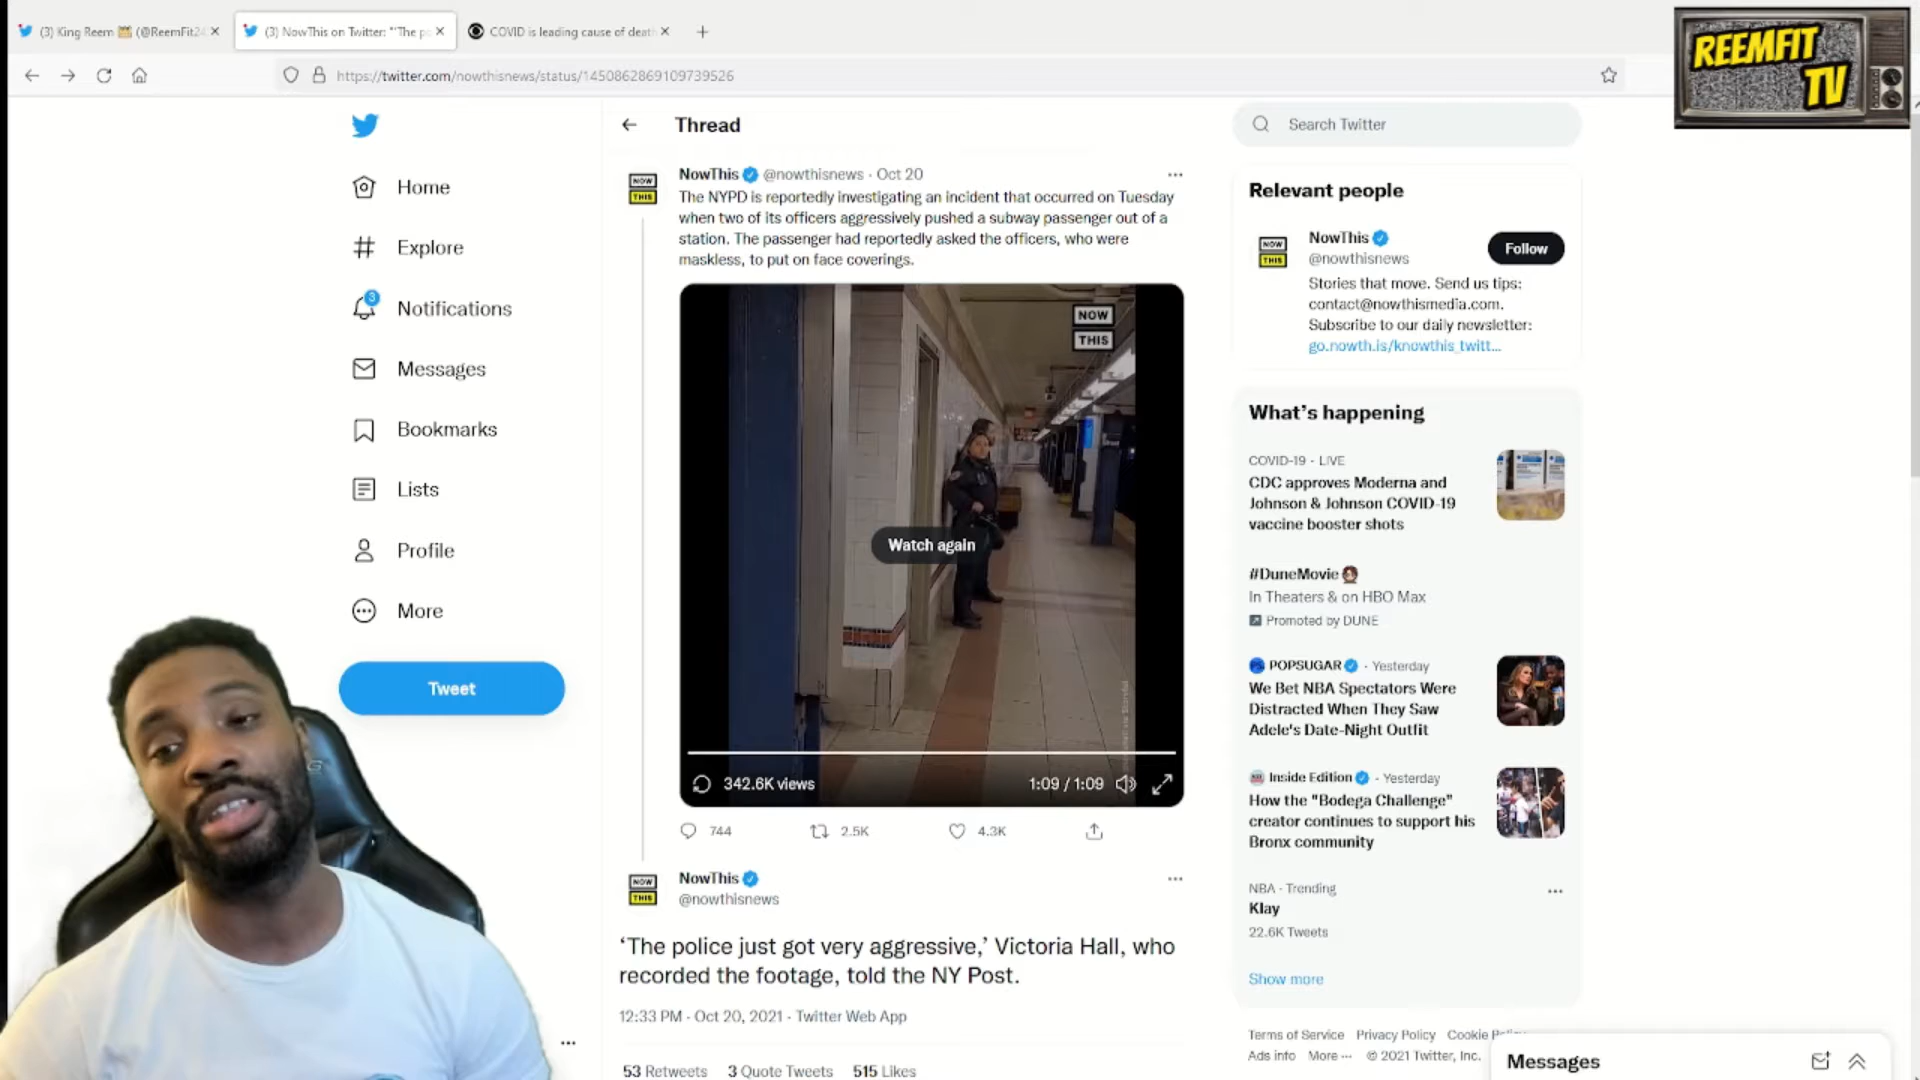 (3) King Reem (@ReemFit24
(3) NowThis on Twitter: "'The po
COVID is leading cause of death
https://twitter.com/nowthisnews/status/1450862869109739526
REEMFIT
TV
Home
Explore
3
Notifications
Messages
Bookmarks
Lists
Profile
More
Tweet
Thread
NowThis @nowthisnews · Oct 20
The NYPD is reportedly investigating an incident that occurred on Tuesday
when two of its officers aggressively pushed a subway passenger out of a
station. The passenger had reportedly asked the officers, who were
maskless, to put on face coverings.
NOW
THIS
Watch again
342.6K views
1:09 / 1:09
744
2.5K
4.3K
NowThis
@nowthisnews
'The police just got very aggressive,' Victoria Hall, who
recorded the footage, told the NY Post.
12:33 PM · Oct 20, 2021 · Twitter Web App
53 Retweets 3 Quote Tweets 515 Likes
Search Twitter
Relevant people
NOW
THIS
NowThis
@nowthisnews
Follow
Stories that move. Send us tips:
contact@nowthismedia.com.
Subscribe to our daily newsletter:
go.nowth.is/knowthis_twitt...
What's happening
COVID-19 · LIVE
CDC approves Moderna and
Johnson & Johnson COVID-19
vaccine booster shots
#DuneMovie
In Theaters & on HBO Max
Promoted by DUNE
POPSUGAR · Yesterday
We Bet NBA Spectators Were
Distracted When They Saw
Adele's Date-Night Outfit
Inside Edition · Yesterday
How the "Bodega Challenge"
creator continues to support his
Bronx community
NBA · Trending
Klay
22.6K Tweets
Show more
Terms of Service Privacy Policy Cookie
Ads info More ··· © 2021 Twitter, Inc.
Messages